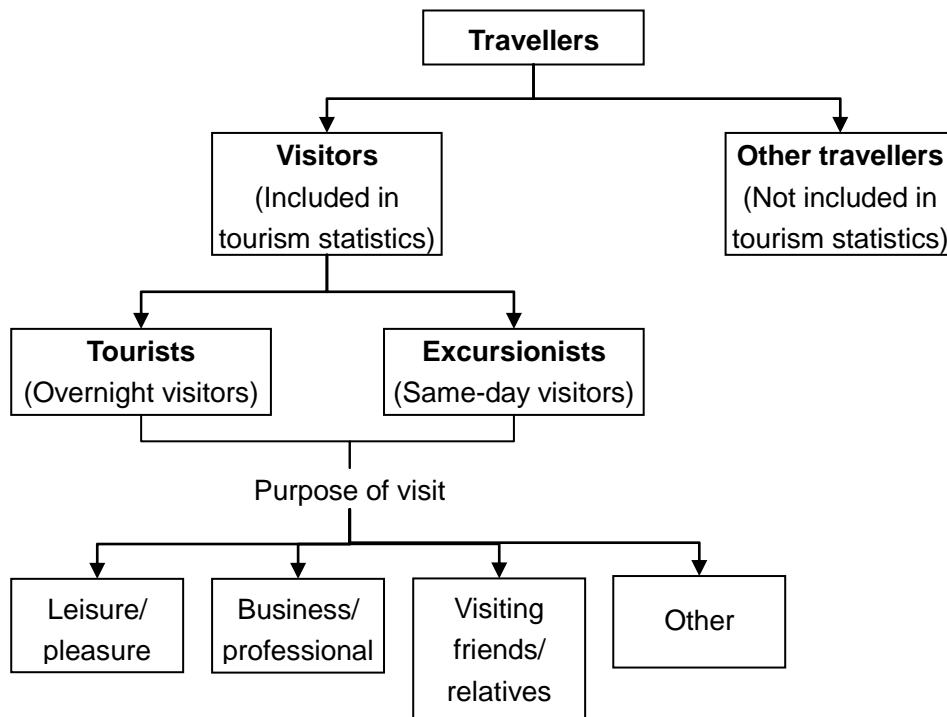 Travellers
Visitors
(Included in
tourism statistics)
Other travellers
(Not included in
tourism statistics)
Tourists
(Overnight visitors)
Excursionists
(Same-day visitors)
Purpose of visit
Leisure/
pleasure
Business/
professional
Visiting
friends/
relatives
Other